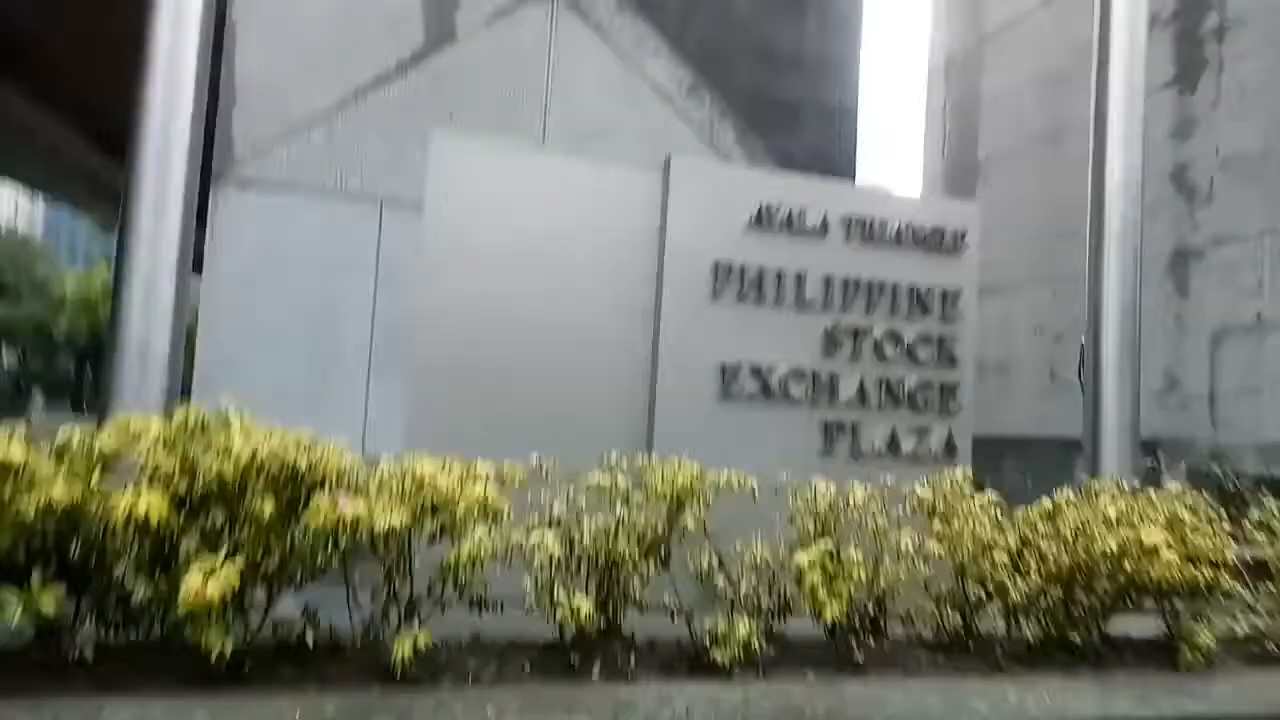 AYALA TRIANGLE
PHILIPPINE
STOCK
EXCHANGE
PLAZA